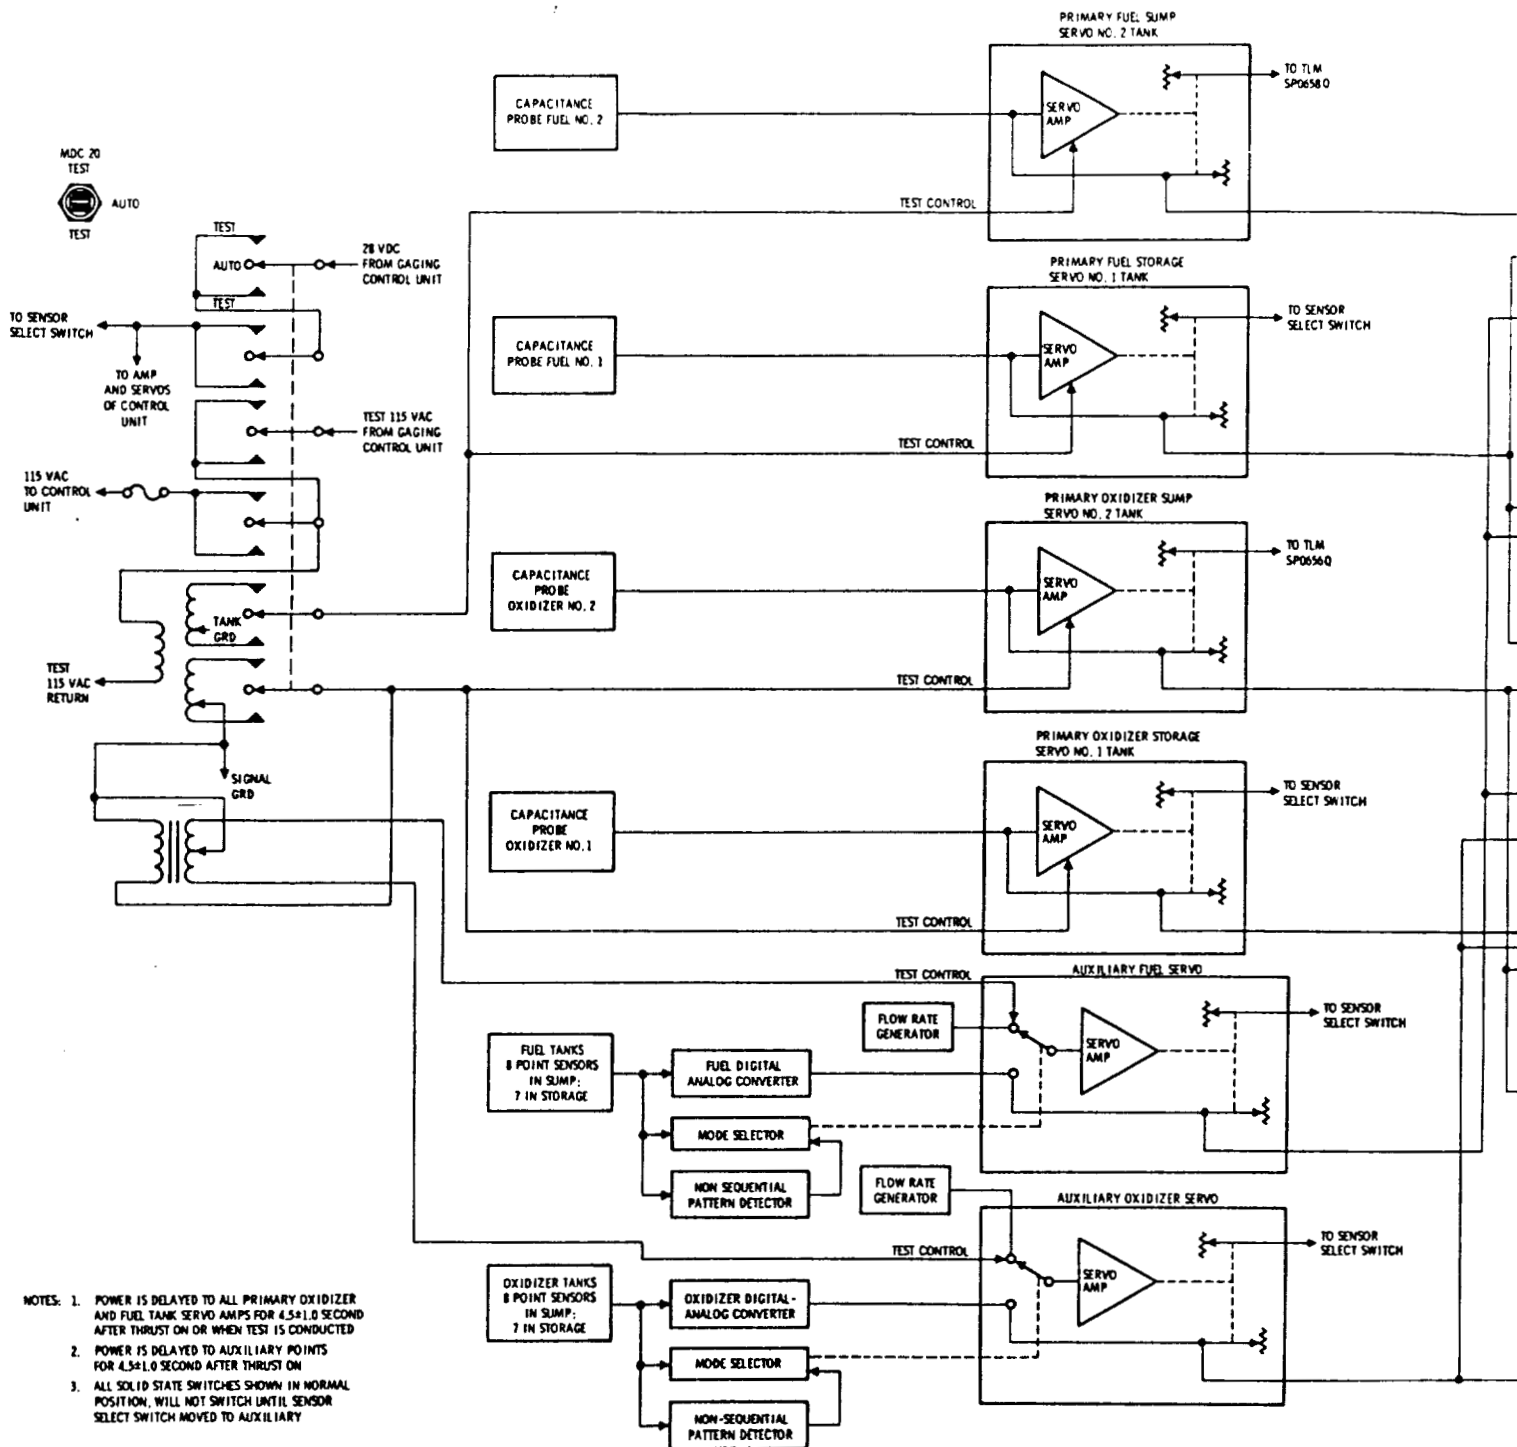 PRIMARY FUEL SUMP
SERVO NO. 2 TANK
TO TLM
SP0658Q
CAPACITANCE
PROBE FUEL NO. 2
SERVO
AMP
TEST CONTROL
MDC 20
TEST
AUTO
TEST
TEST
AUTO
TEST
28 VDC
FROM GAGING
CONTROL UNIT
TO SENSOR
SELECT SWITCH
TO AMP
AND SERVOS
OF CONTROL
UNIT
TEST 115 VAC
FROM GAGING
CONTROL UNIT
115 VAC
TO CONTROL
UNIT
TANK
GRD
TEST
115 VAC
RETURN
SIGNAL
GRD
PRIMARY FUEL STORAGE
SERVO NO. 1 TANK
TO SENSOR
SELECT SWITCH
CAPACITANCE
PROBE FUEL NO. 1
SERVO
AMP
TEST CONTROL
PRIMARY OXIDIZER SUMP
SERVO NO. 2 TANK
TO TLM
SP0656Q
CAPACITANCE
PROBE
OXIDIZER NO. 2
SERVO
AMP
TEST CONTROL
PRIMARY OXIDIZER STORAGE
SERVO NO. 1 TANK
TO SENSOR
SELECT SWITCH
CAPACITANCE
PROBE
OXIDIZER NO. 1
SERVO
AMP
TEST CONTROL
AUXILIARY FUEL SERVO
TEST CONTROL
FLOW RATE
GENERATOR
TO SENSOR
SELECT SWITCH
SERVO
AMP
FUEL TANKS
8 POINT SENSORS
IN SUMP;
7 IN STORAGE
FUEL DIGITAL
ANALOG CONVERTER
MODE SELECTOR
NON SEQUENTIAL
PATTERN DETECTOR
FLOW RATE
GENERATOR
AUXILIARY OXIDIZER SERVO
TEST CONTROL
TO SENSOR
SELECT SWITCH
SERVO
AMP
OXIDIZER TANKS
8 POINT SENSORS
IN SUMP;
7 IN STORAGE
OXIDIZER DIGITAL-
ANALOG CONVERTER
MODE SELECTOR
NON-SEQUENTIAL
PATTERN DETECTOR
NOTES: 1. POWER IS DELAYED TO ALL PRIMARY OXIDIZER
AND FUEL TANK SERVO AMPS FOR 4.5±1.0 SECOND
AFTER THRUST ON OR WHEN TEST IS CONDUCTED
2. POWER IS DELAYED TO AUXILIARY POINTS
FOR 4.5±1.0 SECOND AFTER THRUST ON
3. ALL SOLID STATE SWITCHES SHOWN IN NORMAL
POSITION, WILL NOT SWITCH UNTIL SENSOR
SELECT SWITCH MOVED TO AUXILIARY